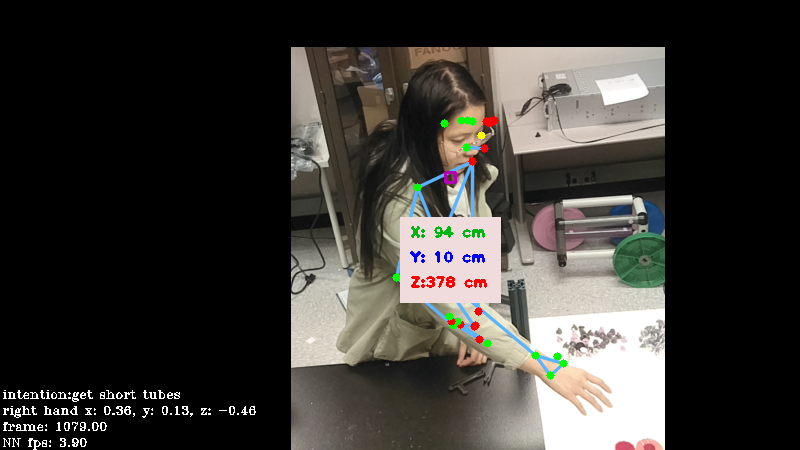 FANUC
X: 94 cm
Y: 10 cm
Z:378 cm
intention:get short tubes
right hand x: 0.36, y: 0.13, z: -0.46
frame: 1079.00
NN fps: 3.90